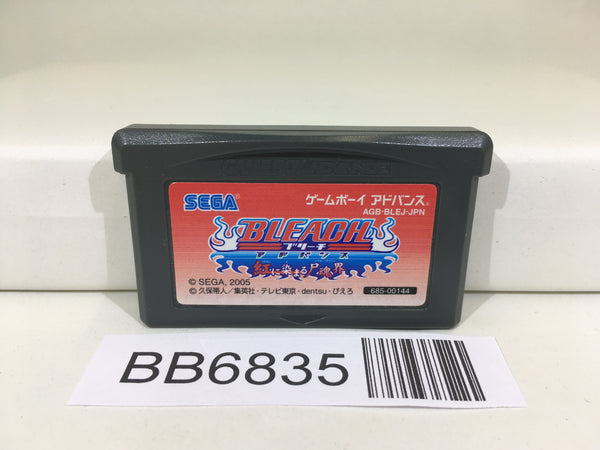 GAME BOY ADVANCE
SEGA
ゲームボーイ アドバンス
AGB-BLEJ-JPN
BLEACH
ブリーチ
アドバンス
紅に染まる尸魂界
© SEGA, 2005
© 久保帯人／集英社・テレビ東京・dentsu・ぴえろ
685-00144
BB6835